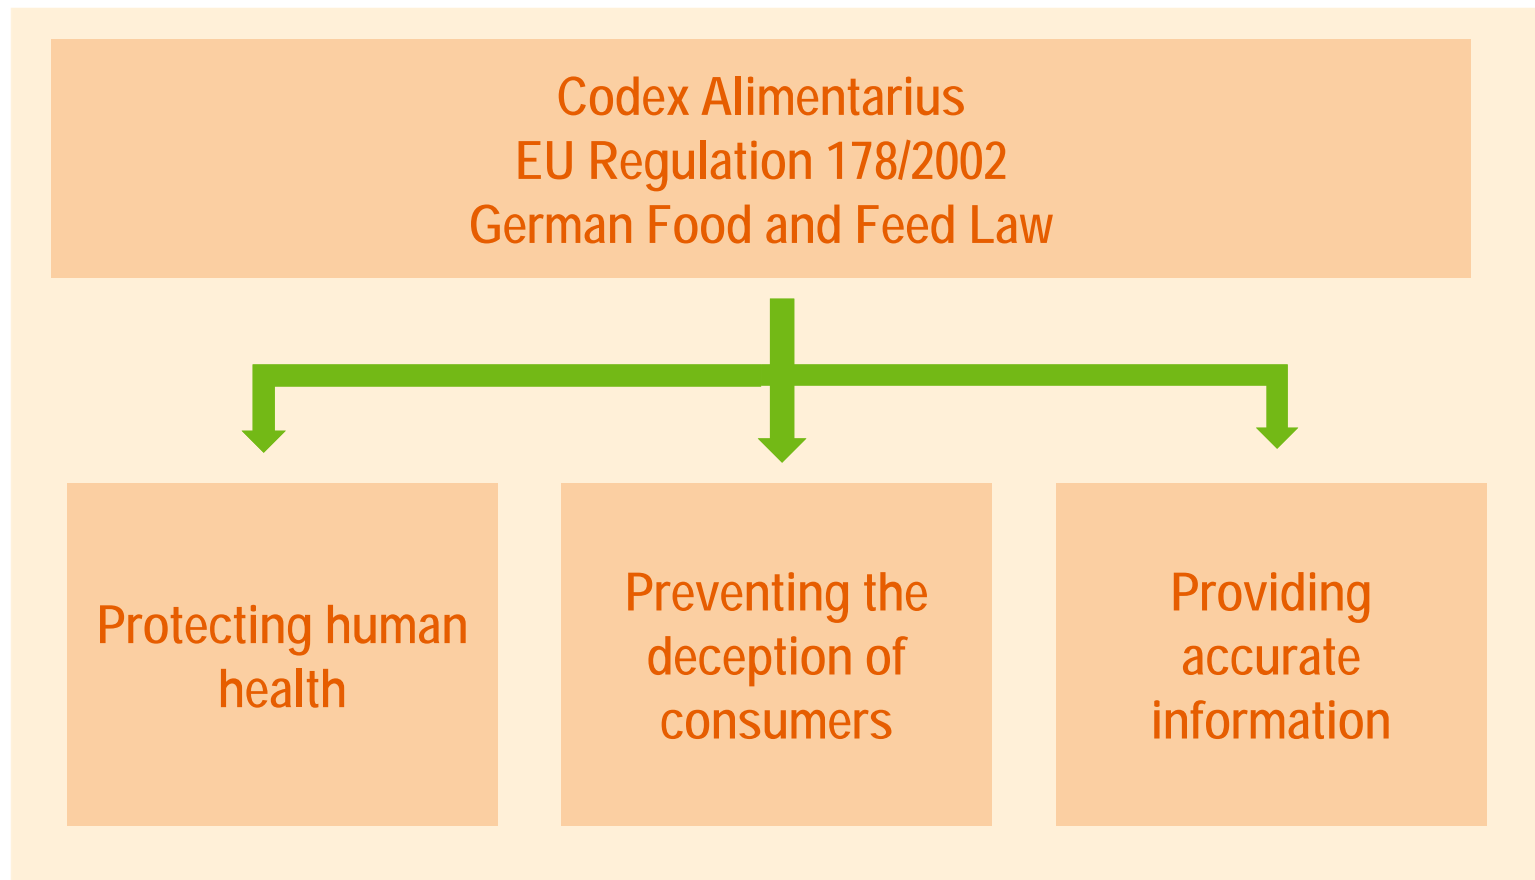 Codex Alimentarius
EU Regulation 178/2002
German Food and Feed Law
Protecting human
health
Preventing the
deception of
consumers
Providing
accurate
information